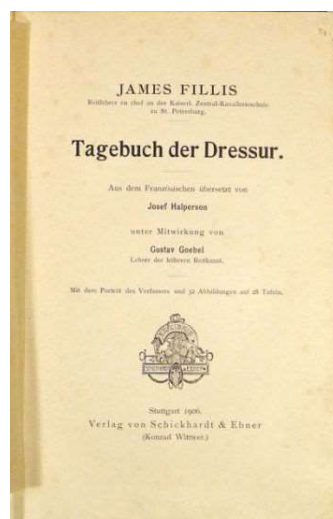 JAMES FILLIS
Reitlehrer en chef an der Kaiserl. Zentral-Kavallerieschule
zu St. Petersburg.
Tagebuch der Dressur.
Aus dem Französischen übersetzt von
Josef Halperson
unter Mitwirkung von
Gustav Goebel
Lehrer der höheren Reitkunst.
Mit dem Porträt des Verfassers und 32 Abbildungen auf 28 Tafeln.
Stuttgart 1906.
Verlag von Schickhardt & Ebner
(Konrad Wittwer.)